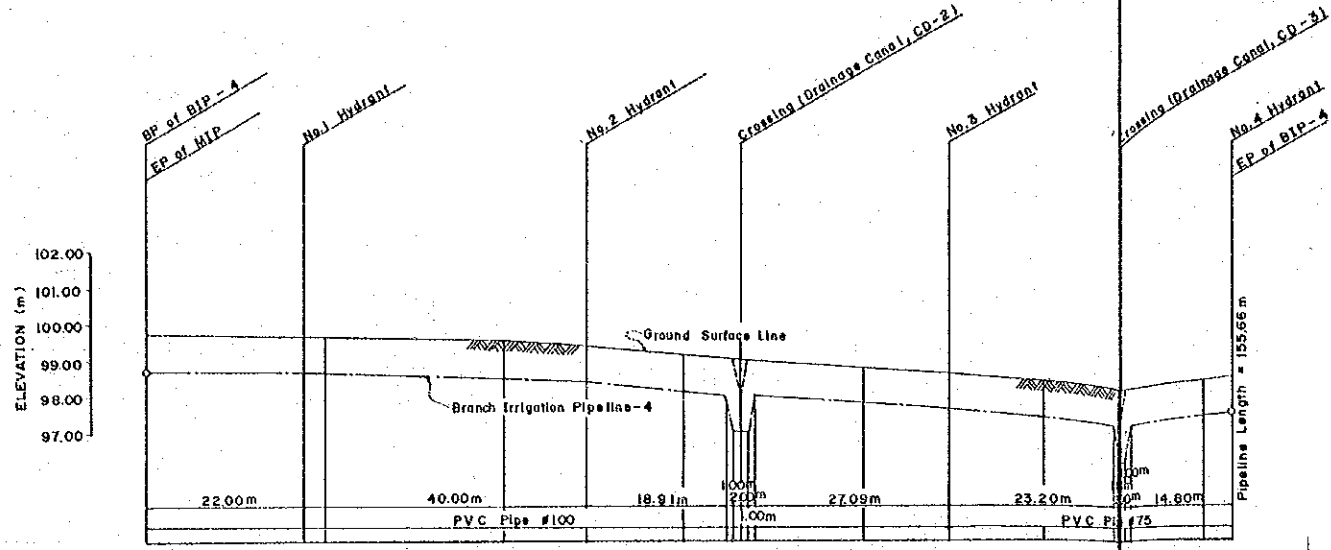 BP of BIP-4
EP of MIP
No.1 Hydrant
No.2 Hydrant
Crossing (Drainage Canal, CD-2)
No.3 Hydrant
Crossing (Drainage Canal, CD-3)
No.4 Hydrant
EP of BIP-4
ELEVATION (m)
102.00
101.00
100.00
99.00
98.00
97.00
Ground Surface Line
Branch Irrigation Pipeline-4
Pipeline Length = 155.66m
22.00m
40.00m
18.91m
1.00m
2.00m
1.00m
27.09m
23.20m
14.80m
PVC Pipe ø100
PVC ø75